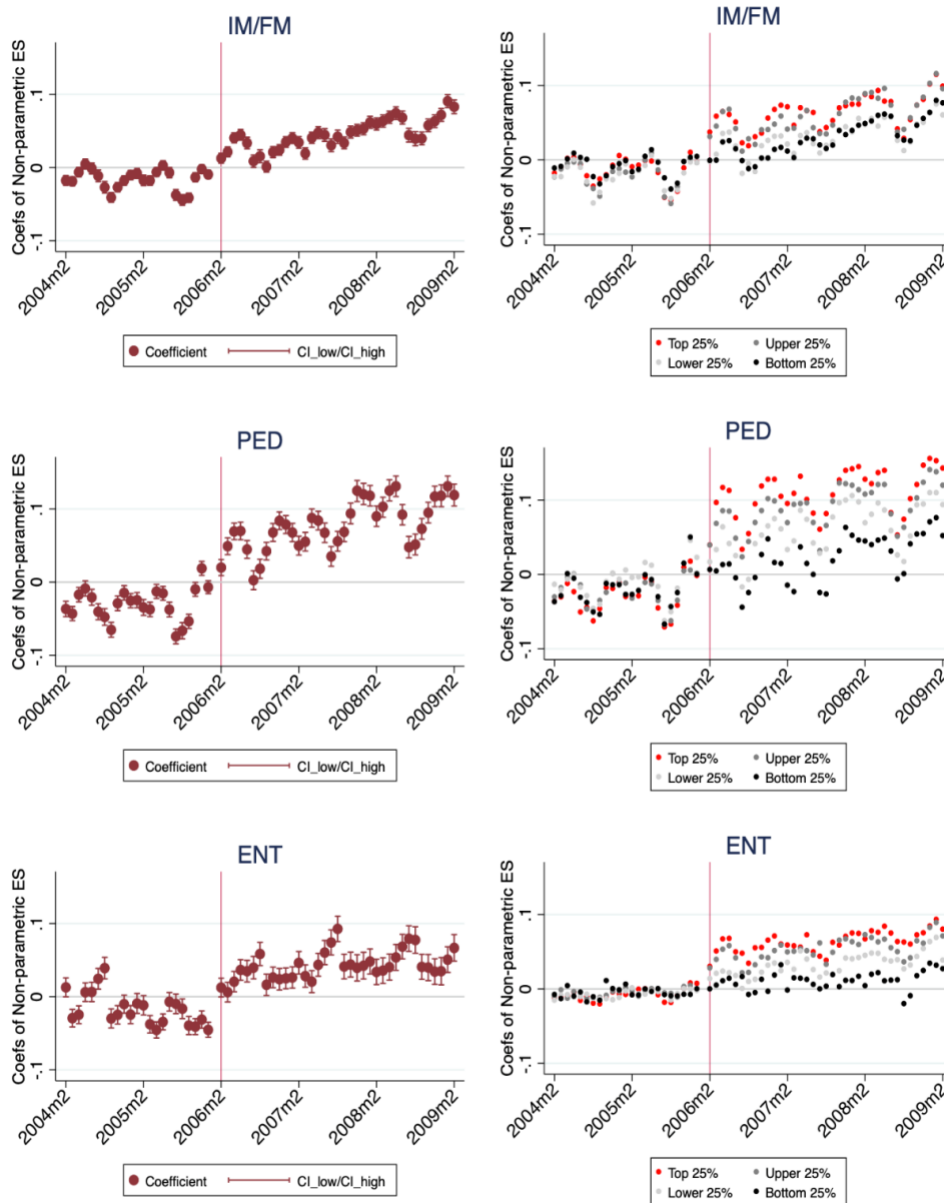 IM/FM
Coefs of Non-parametric ES
.1
0
-.1
2004m2
2005m2
2006m2
2007m2
2008m2
2009m2
Coefficient CI_low/CI_high
IM/FM
Coefs of Non-parametric ES
.1
0
-.1
2004m2
2005m2
2006m2
2007m2
2008m2
2009m2
Top 25% Upper 25%
Lower 25% Bottom 25%
PED
Coefs of Non-parametric ES
.1
0
-.1
2004m2
2005m2
2006m2
2007m2
2008m2
2009m2
Coefficient CI_low/CI_high
PED
Coefs of Non-parametric ES
.1
0
-.1
2004m2
2005m2
2006m2
2007m2
2008m2
2009m2
Top 25% Upper 25%
Lower 25% Bottom 25%
ENT
Coefs of Non-parametric ES
.1
0
-.1
2004m2
2005m2
2006m2
2007m2
2008m2
2009m2
Coefficient CI_low/CI_high
ENT
Coefs of Non-parametric ES
.1
0
-.1
2004m2
2005m2
2006m2
2007m2
2008m2
2009m2
Top 25% Upper 25%
Lower 25% Bottom 25%